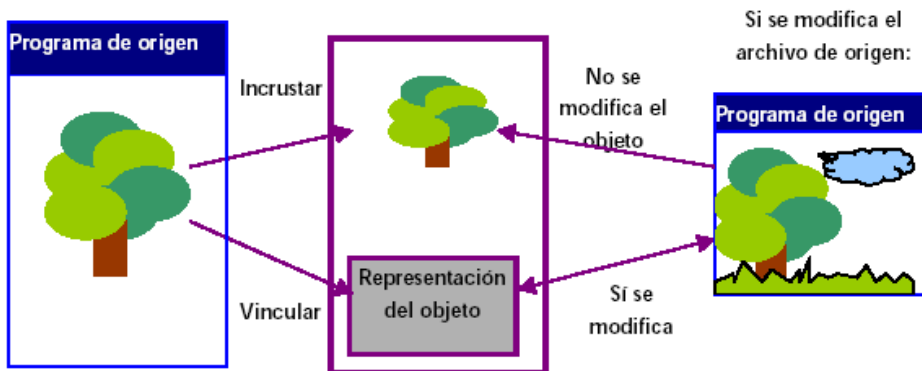 Programa de origen
Incrustar
Vincular
Representación
del objeto
No se
modifica el
objeto
Sí se
modifica
Si se modifica el
archivo de origen:
Programa de origen